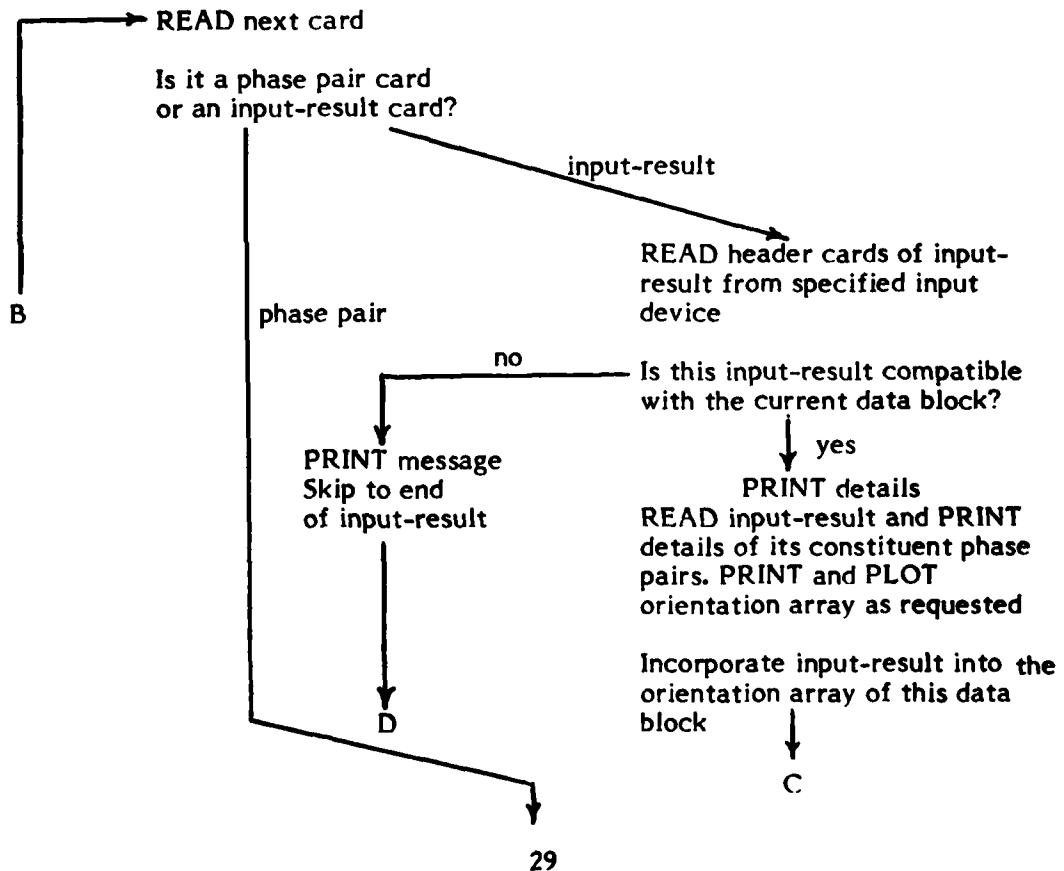 READ next card
Is it a phase pair card
or an input-result card?
input-result
READ header cards of input-
result from specified input
device
B
phase pair
no
Is this input-result compatible
with the current data block?
yes
PRINT message
Skip to end
of input-result
PRINT details
READ input-result and PRINT
details of its constituent phase
pairs. PRINT and PLOT
orientation array as requested
Incorporate input-result into the
orientation array of this data
block
D
C
29